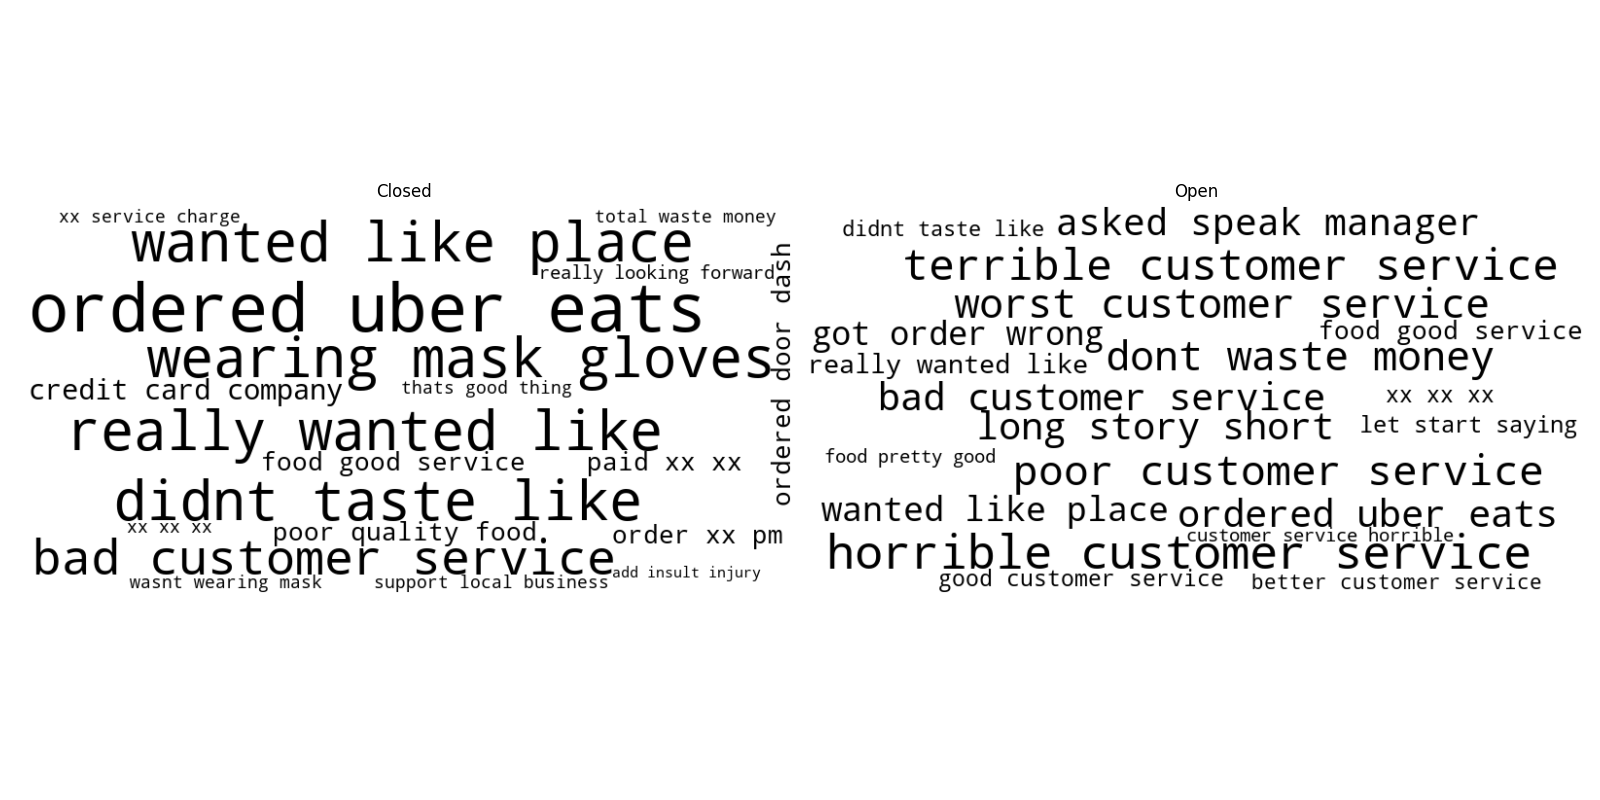 Closed
xx service charge
total waste money
wanted like place
really looking forward
ordered uber eats
wearing mask gloves
credit card company
thats good thing
ordered door dash
really wanted like
food good service
paid xx xx
didnt taste like
xx xx xx
poor quality food
order xx pm
bad customer service
add insult injury
wasnt wearing mask
support local business
Open
didnt taste like
asked speak manager
terrible customer service
worst customer service
got order wrong
food good service
really wanted like
dont waste money
bad customer service
xx xx xx
long story short
let start saying
food pretty good
poor customer service
wanted like place
ordered uber eats
customer service horrible
horrible customer service
good customer service
better customer service